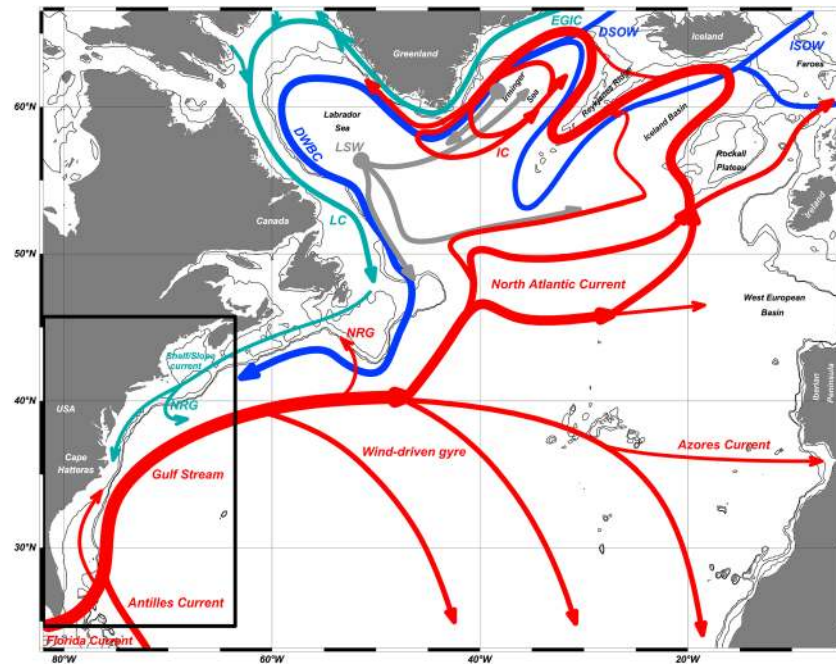 EGIC
DSOW
Greenland
Iceland
ISOW
Faroes
60°N
Irminger
Sea
Reykjanes Ridge
Labrador
Sea
Iceland Basin
DWBC
LSW
IC
Rockall
Plateau
Ireland
Canada
LC
50°N
North Atlantic Current
West European
Basin
NRG
Shelf/Slope
current
USA
NRG
40°N
Iberian
Peninsula
Cape
Hatteras
Gulf Stream
Wind-driven gyre
Azores Current
30°N
Antilles Current
Florida Current
80°W
60°W
40°W
20°W